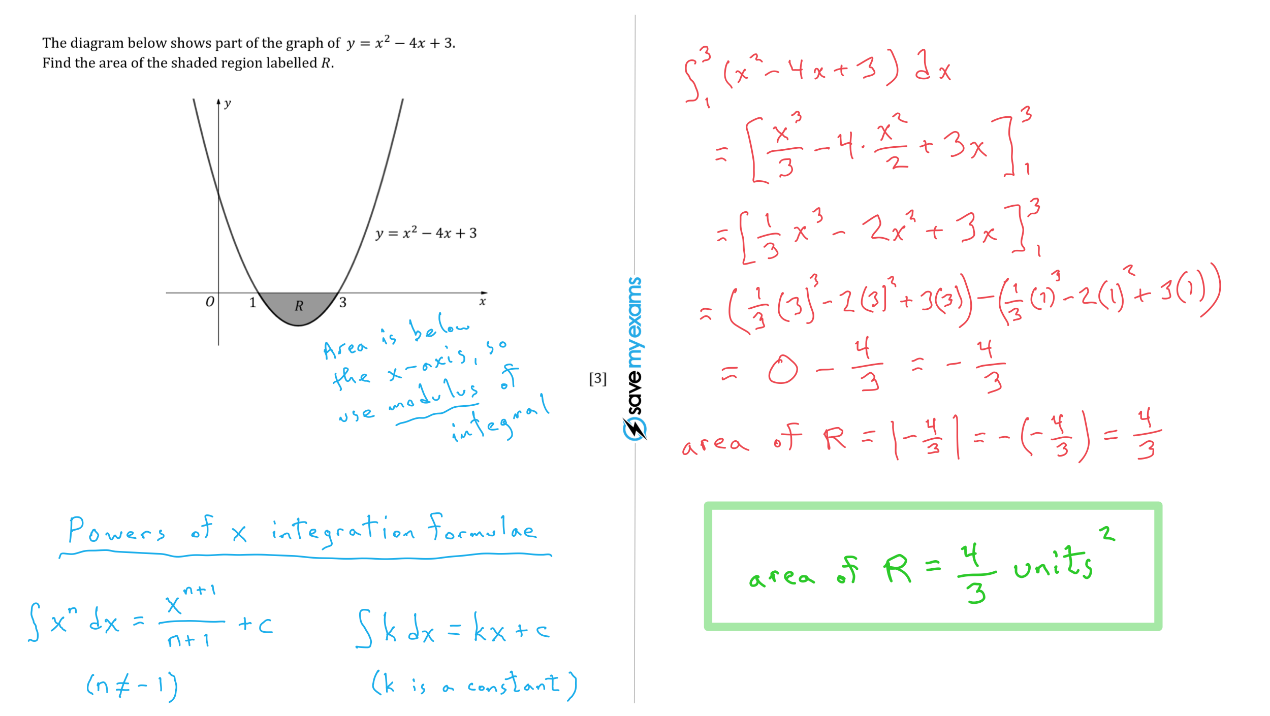 The diagram below shows part of the graph of y = x² − 4x + 3.
Find the area of the shaded region labelled R.
y
y = x² − 4x + 3
O 1 R 3 x
Area is below
the x-axis, so
use modulus of
integral
[3]
Powers of x integration formulae
∫ xⁿ dx = xⁿ⁺¹/(n+1) + c
(n ≠ −1)
∫ k dx = kx + c
(k is a constant)
savemyexams
∫₁³ (x² − 4x + 3) dx
= [x³/3 − 4 · x²/2 + 3x]₁³
= [1/3 x³ − 2x² + 3x]₁³
= (1/3 (3)³ − 2(3)² + 3(3)) − (1/3 (1)³ − 2(1)² + 3(1))
= 0 − 4/3 = − 4/3
area of R = |− 4/3| = −(− 4/3) = 4/3
area of R = 4/3 units²